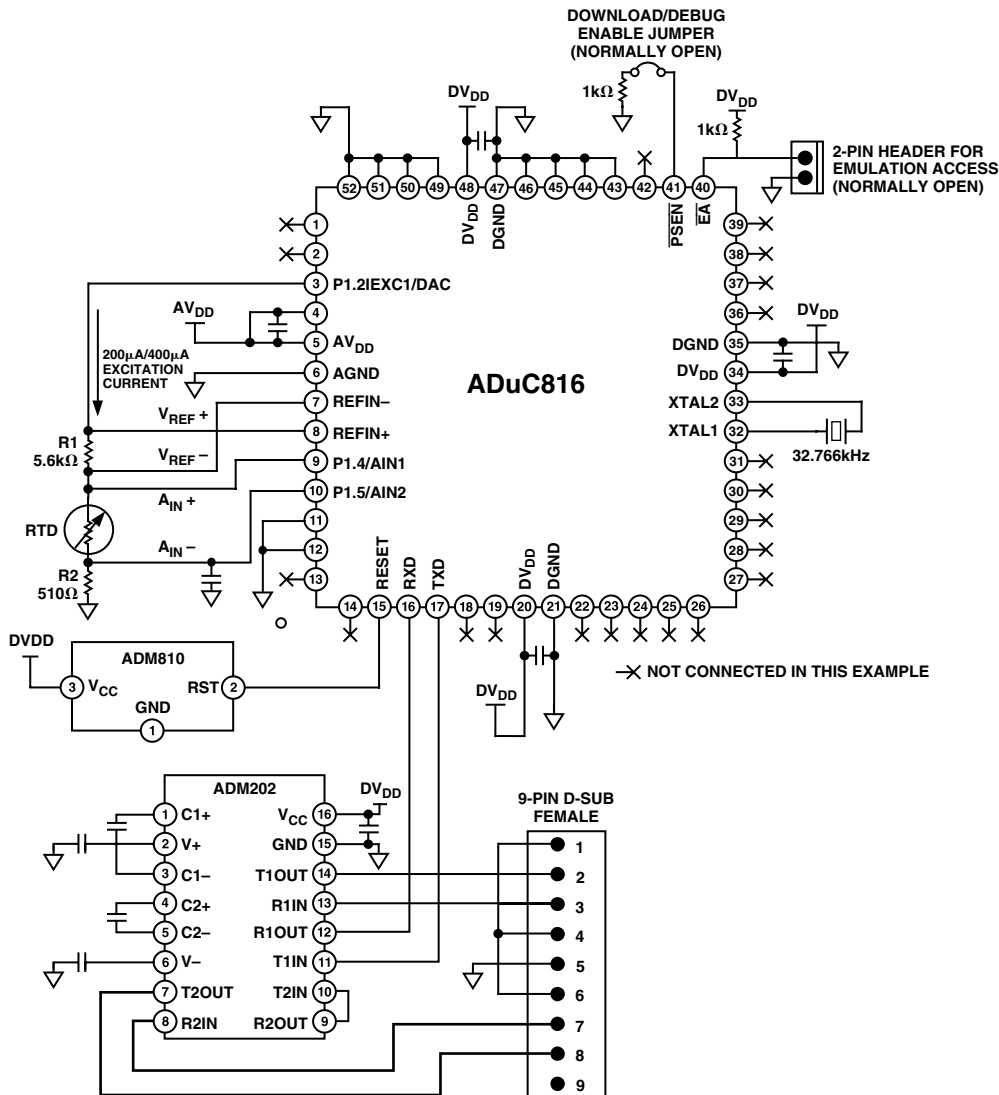 DOWNLOAD/DEBUG
ENABLE JUMPER
(NORMALLY OPEN)
DVDD
1kΩ
DVDD
1kΩ
2-PIN HEADER FOR
EMULATION ACCESS
(NORMALLY OPEN)
52 51 50 49 48 47 46 45 44 43 42 41 40
DVDD
DGND
PSEN
EA
1
2
3 P1.2IEXC1/DAC
4
5 AVDD
6 AGND
7 REFIN–
8 REFIN+
9 P1.4/AIN1
10 P1.5/AIN2
11
12
13
AVDD
200µA/400µA
EXCITATION
CURRENT
VREF +
R1
5.6kΩ
VREF –
AIN +
RTD
AIN –
R2
510Ω
ADuC816
39
38
37
36
DGND 35
DVDD 34
XTAL2 33
XTAL1 32
31
30
29
28
27
DVDD
32.766kHz
RESET
RXD
TXD
DVDD
DGND
14 15 16 17 18 19 20 21 22 23 24 25 26
DVDD
NOT CONNECTED IN THIS EXAMPLE
DVDD
ADM810
3 VCC
RST 2
GND
1
ADM202
1 C1+
2 V+
3 C1–
4 C2+
5 C2–
6 V–
7 T2OUT
8 R2IN
VCC 16
GND 15
T1OUT 14
R1IN 13
R1OUT 12
T1IN 11
T2IN 10
R2OUT 9
DVDD
9-PIN D-SUB
FEMALE
1
2
3
4
5
6
7
8
9